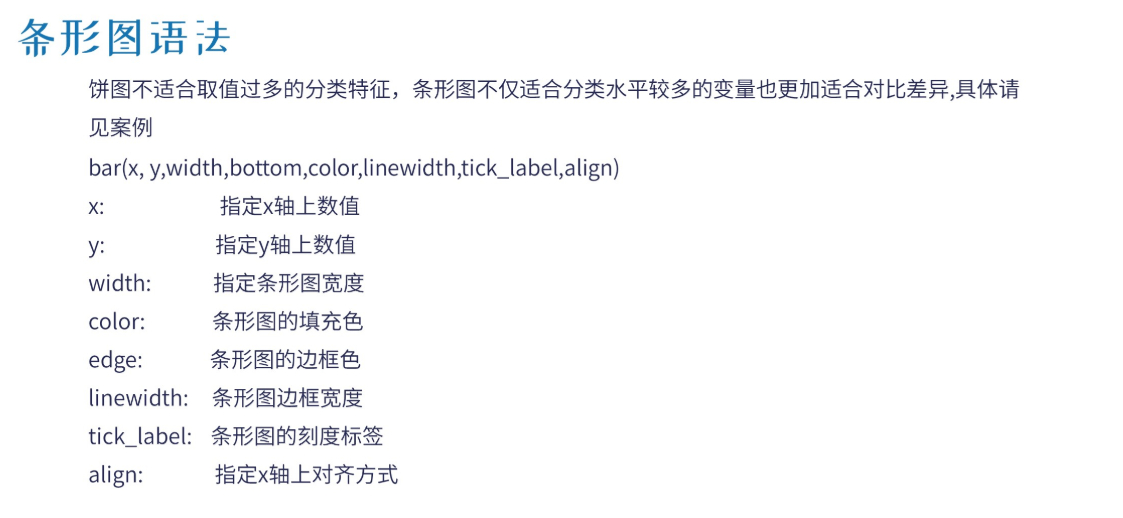 条形图语法
饼图不适合取值过多的分类特征，条形图不仅适合分类水平较多的变量也更加适合对比差异,具体请
见案例
bar(x, y,width,bottom,color,linewidth,tick_label,align)
x: 指定x轴上数值
y: 指定y轴上数值
width: 指定条形图宽度
color: 条形图的填充色
edge: 条形图的边框色
linewidth: 条形图边框宽度
tick_label: 条形图的刻度标签
align: 指定x轴上对齐方式